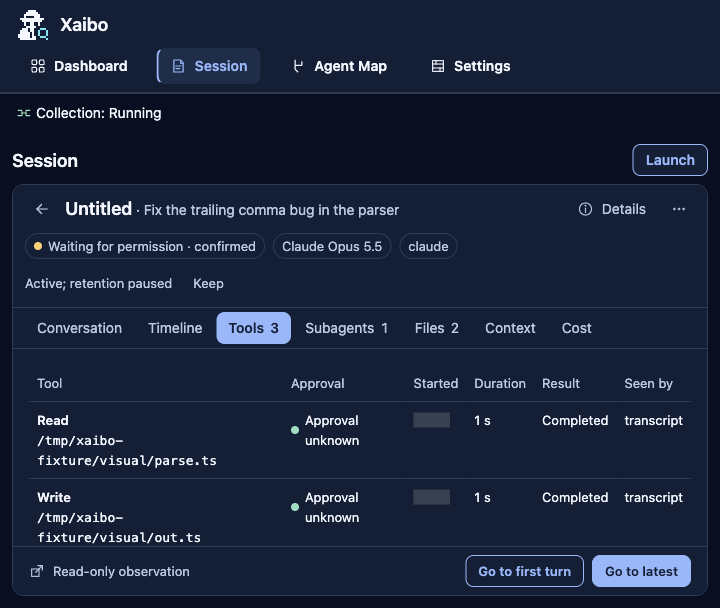 Xaibo
Dashboard Session Agent Map Settings
Collection: Running
Session Launch
Untitled · Fix the trailing comma bug in the parser Details
Waiting for permission · confirmed Claude Opus 5.5 claude
Active; retention paused Keep
Conversation Timeline Tools 3 Subagents 1 Files 2 Context Cost
Tool Approval Started Duration Result Seen by
Read Approval 1 s Completed transcript
/tmp/xaibo- unknown
fixture/visual/parse.ts
Write Approval 1 s Completed transcript
/tmp/xaibo- unknown
fixture/visual/out.ts
Read-only observation Go to first turn Go to latest